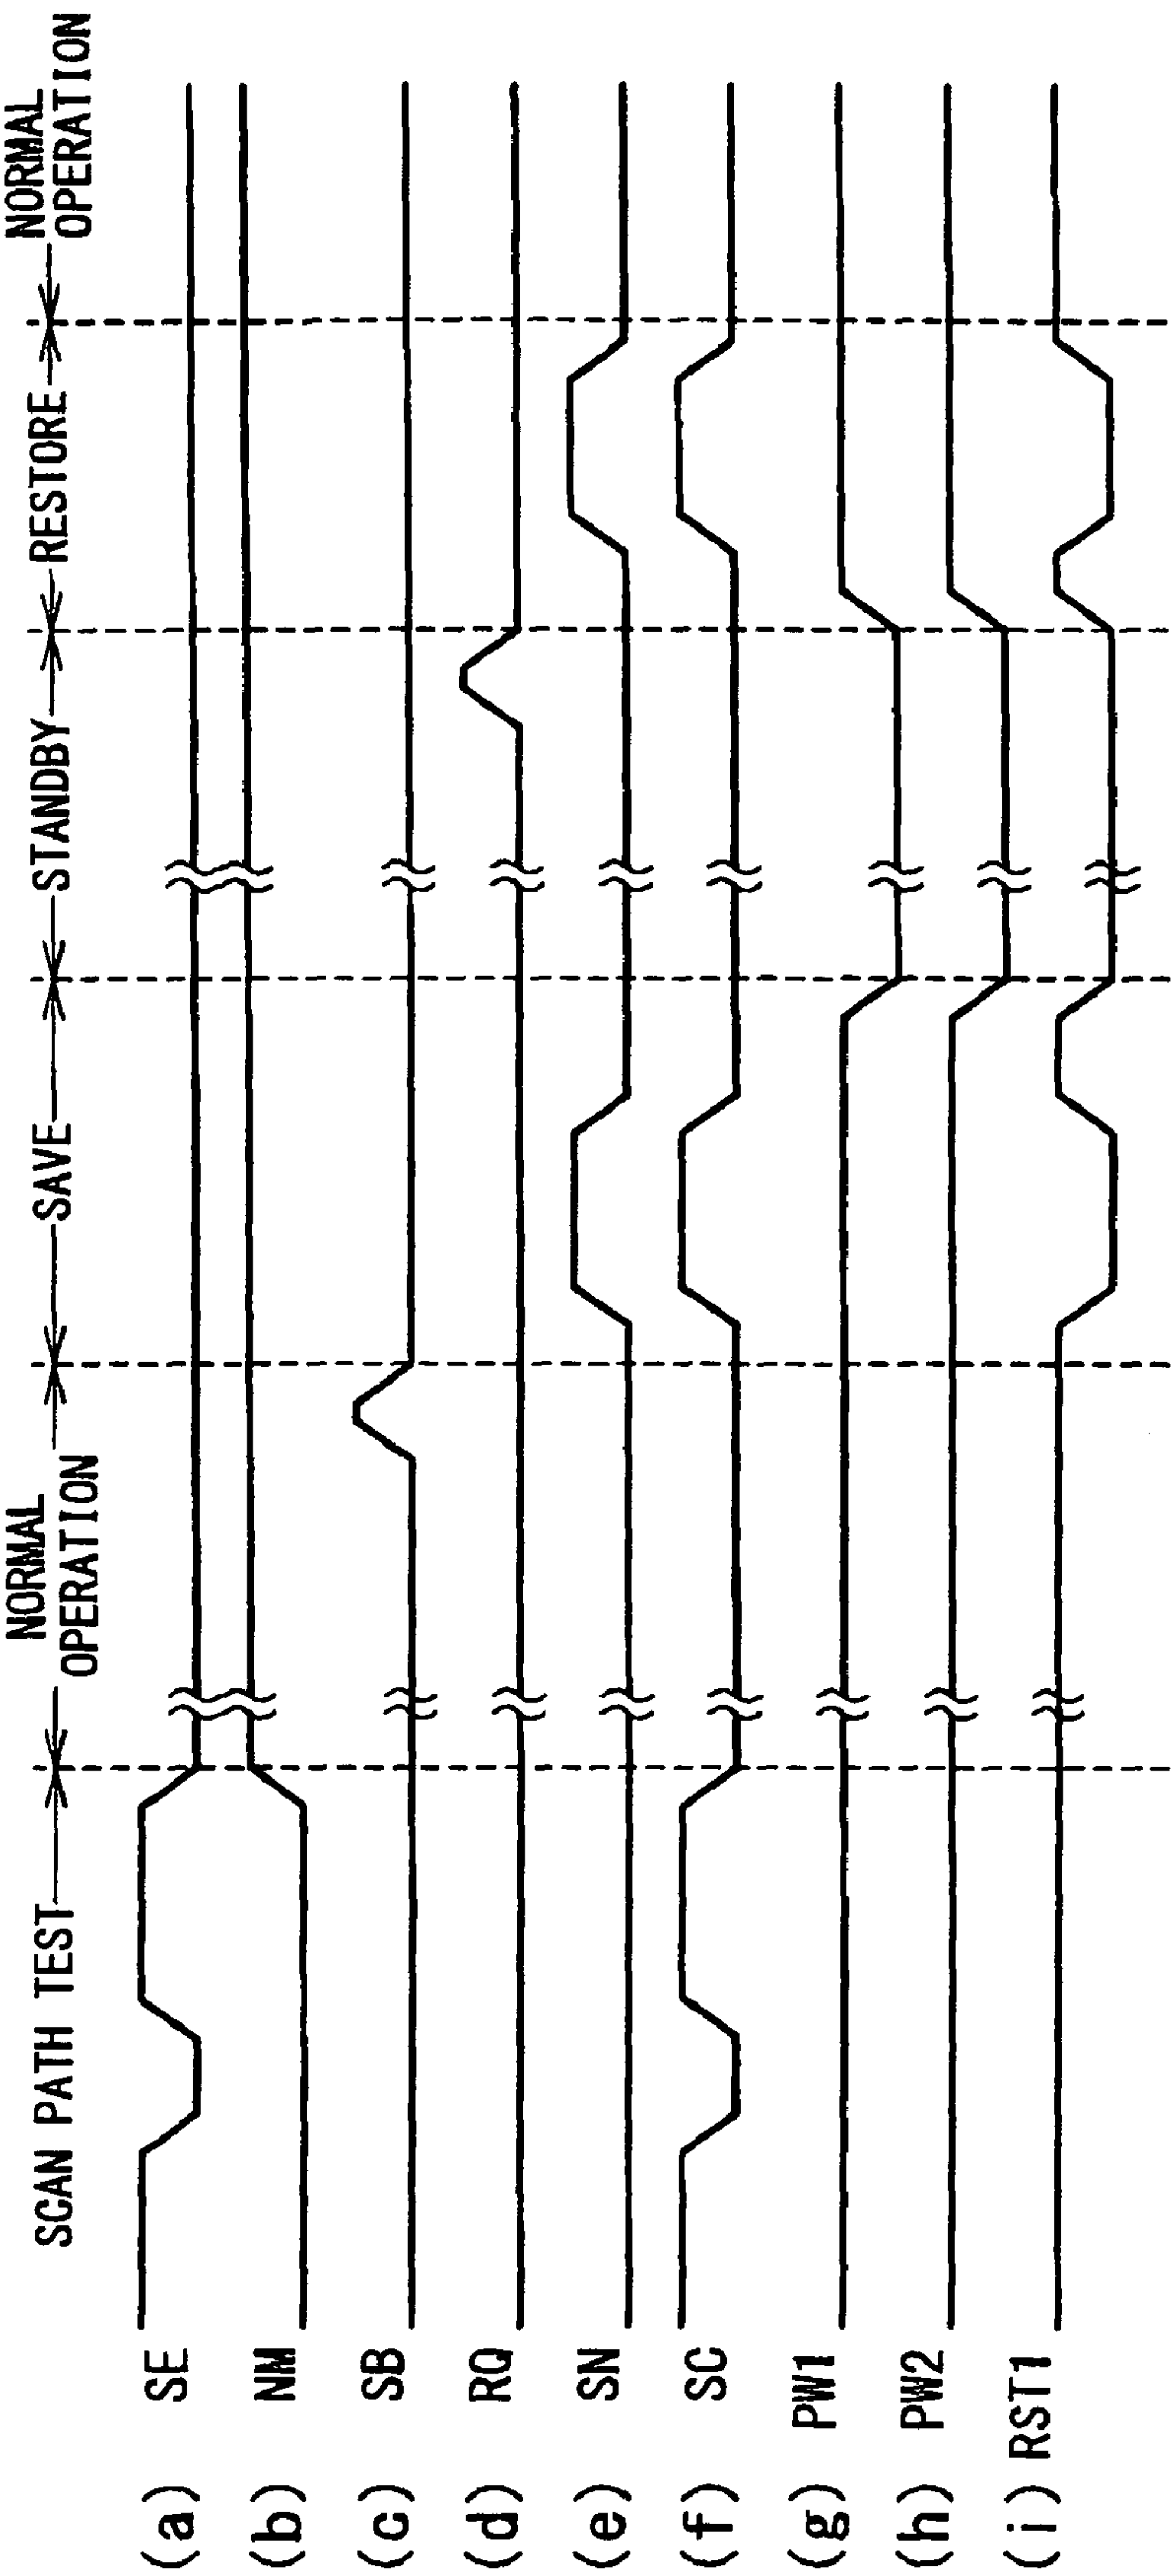 SCAN PATH TEST
NORMAL
OPERATION
SAVE
STANDBY
RESTORE
NORMAL
OPERATION
(a) SE
(b) NM
(c) SB
(d) RQ
(e) SN
(f) SC
(g) PW1
(h) PW2
(i) RST1